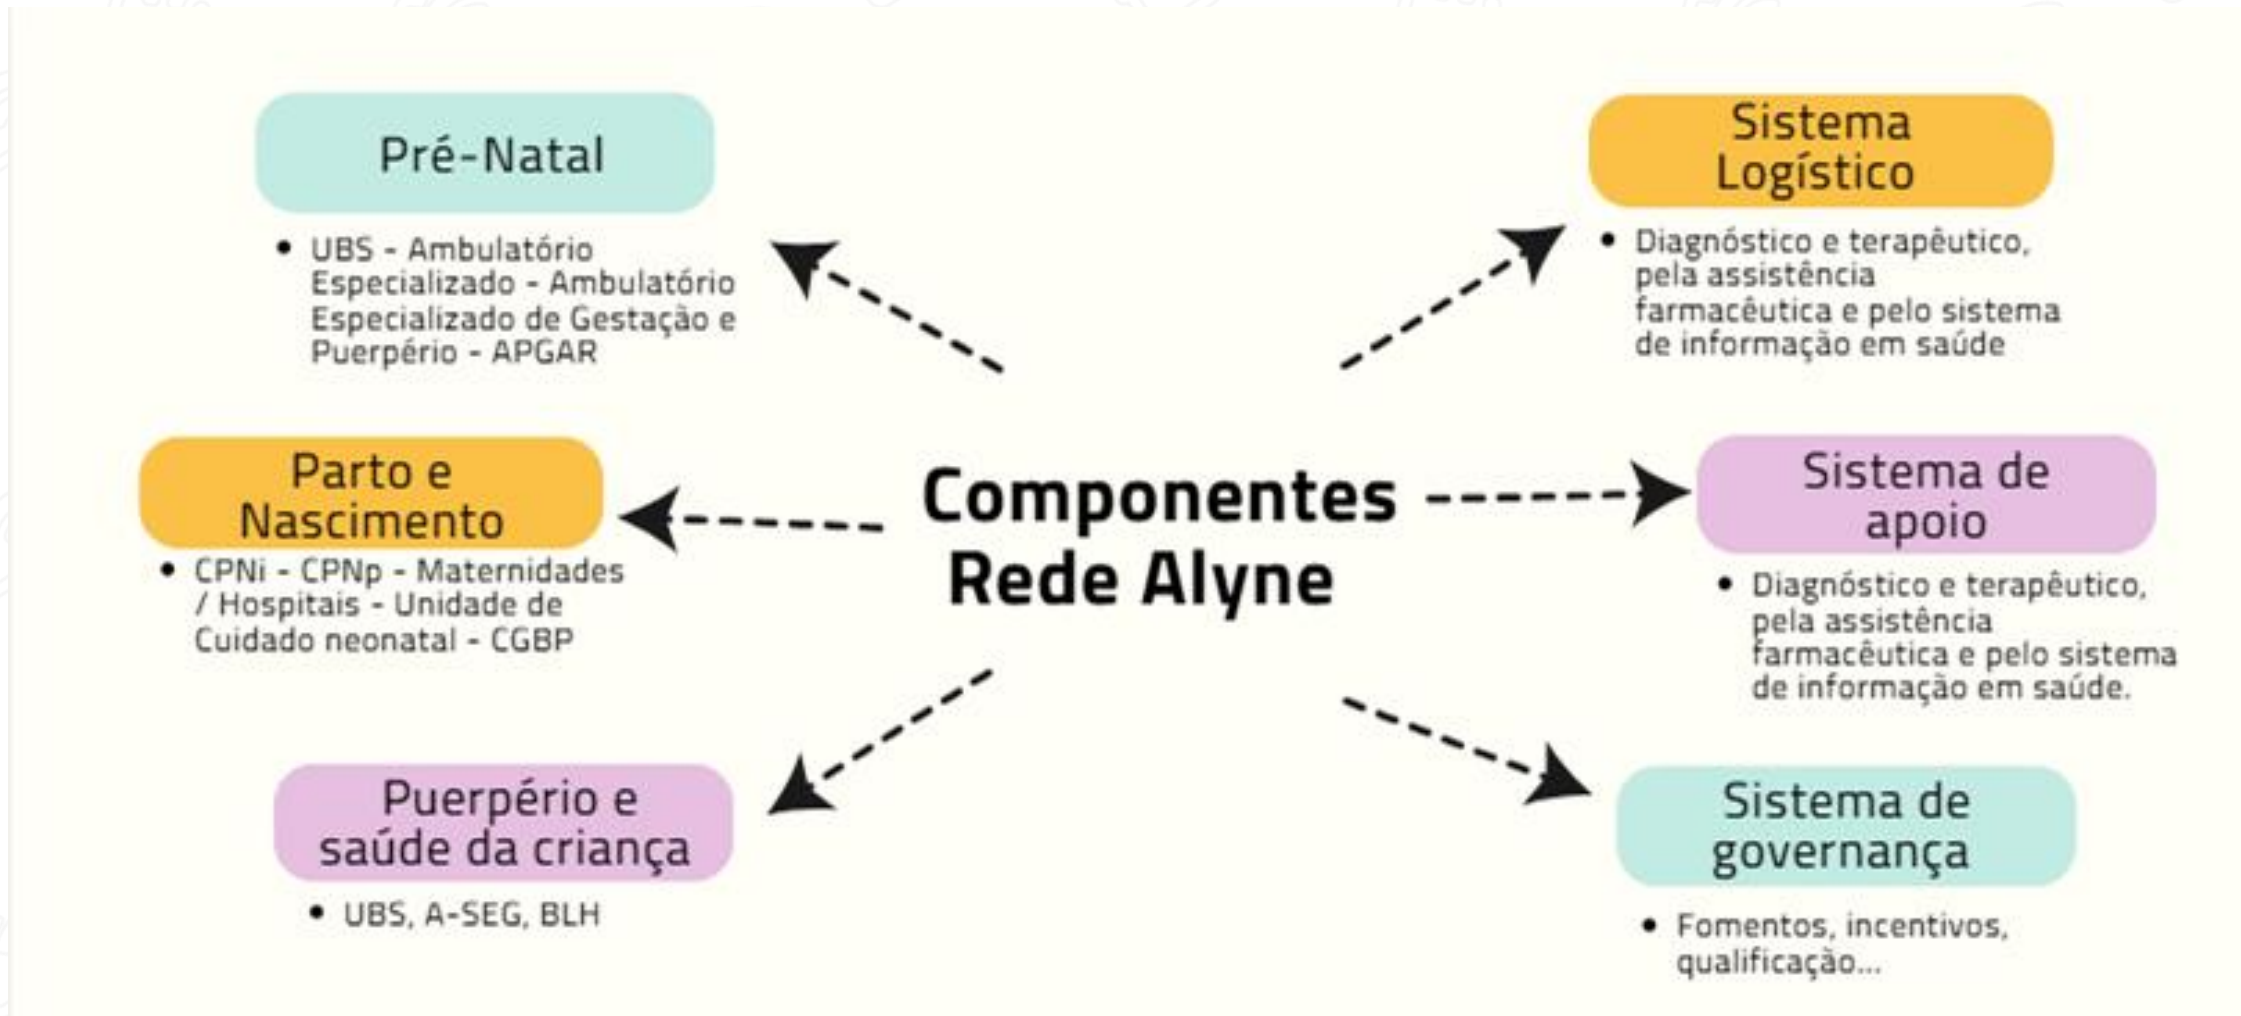 Pré-Natal
• UBS - Ambulatório
Especializado - Ambulatório
Especializado de Gestação e
Puerpério - APGAR
Parto e
Nascimento
• CPNi - CPNp - Maternidades
/ Hospitais - Unidade de
Cuidado neonatal - CGBP
Puerpério e
saúde da criança
• UBS, A-SEG, BLH
Componentes
Rede Alyne
Sistema
Logístico
• Diagnóstico e terapêutico,
pela assistência
farmacêutica e pelo sistema
de informação em saúde
Sistema de
apoio
• Diagnóstico e terapêutico,
pela assistência
farmacêutica e pelo sistema
de informação em saúde.
Sistema de
governança
• Fomentos, incentivos,
qualificação...